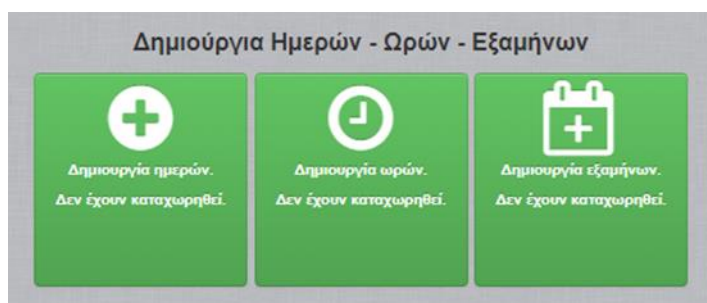 Δημιούργια Ημερών - Ωρών - Εξαμήνων
Δημιουργία ημερών.
Δεν έχουν καταχωρηθεί.
Δημιουργία ωρών.
Δεν έχουν καταχωρηθεί.
Δημιουργία εξαμήνων.
Δεν έχουν καταχωρηθεί.